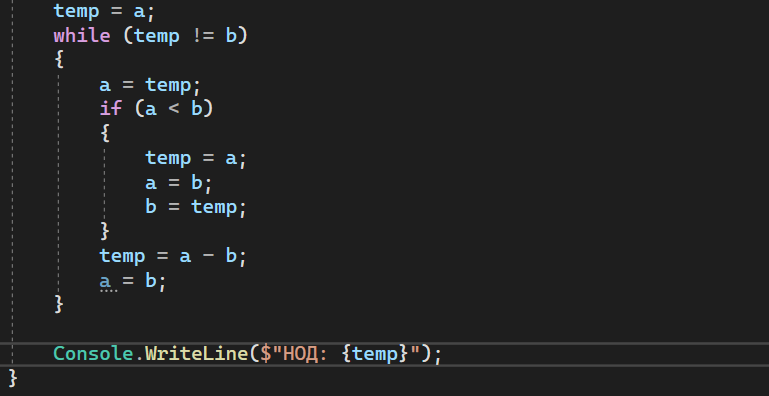 temp = a;
while (temp != b)
{
a = temp;
if (a < b)
{
temp = a;
a = b;
b = temp;
}
temp = a - b;
a = b;
}
Console.WriteLine($"НОД: {temp}");
}